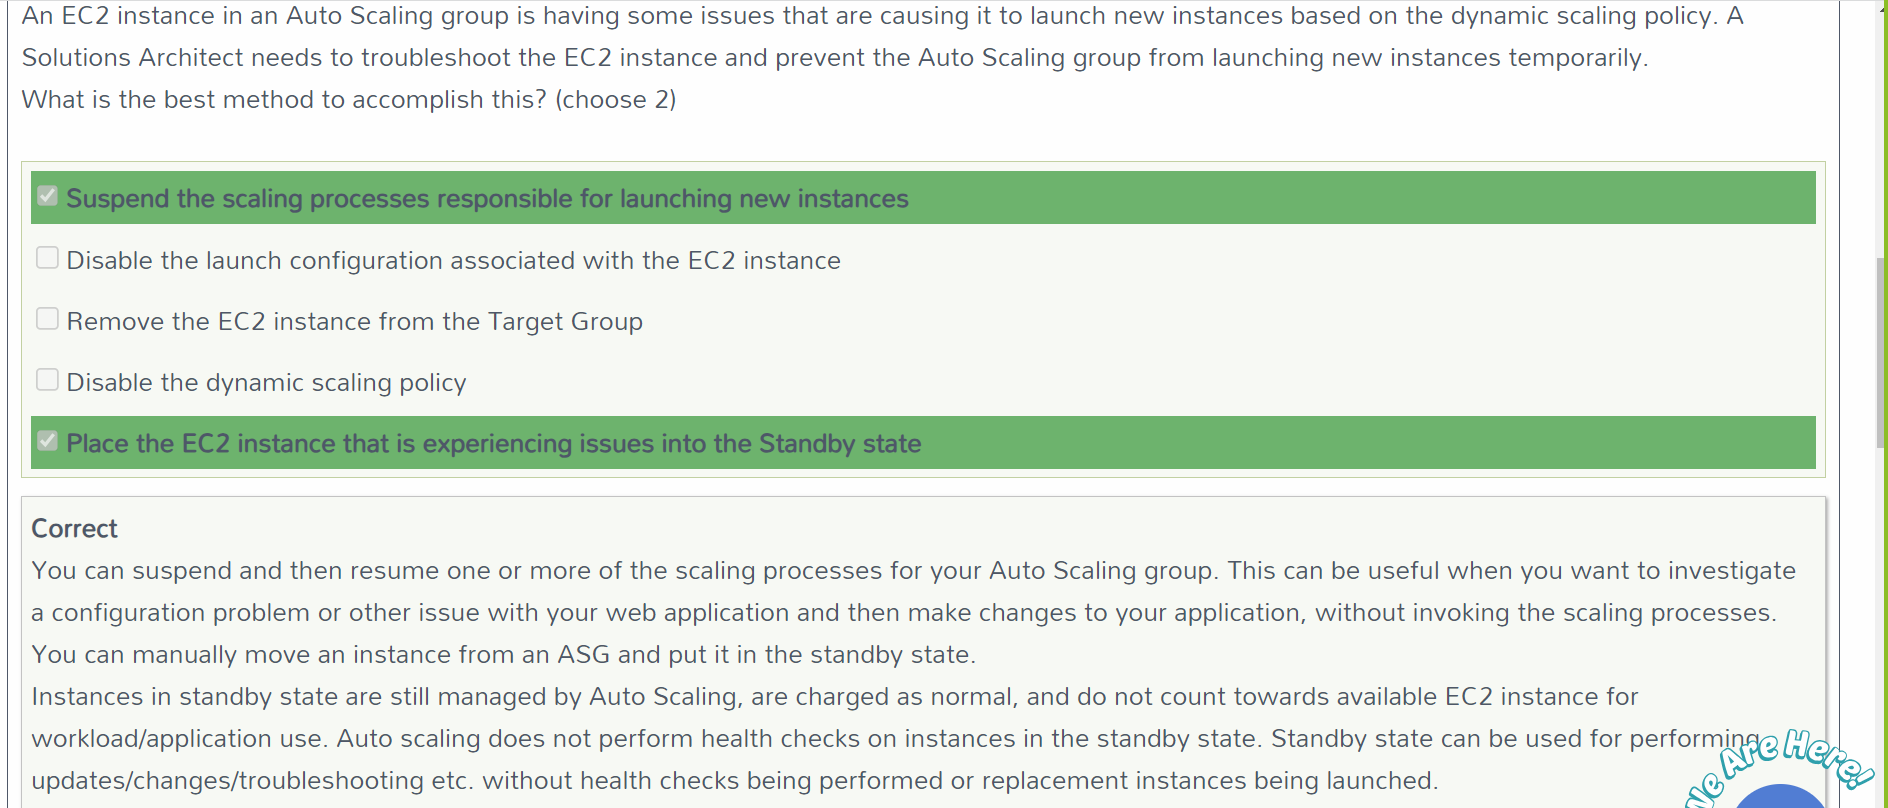 An EC2 instance in an Auto Scaling group is having some issues that are causing it to launch new instances based on the dynamic scaling policy. A
Solutions Architect needs to troubleshoot the EC2 instance and prevent the Auto Scaling group from launching new instances temporarily.
What is the best method to accomplish this? (choose 2)
Suspend the scaling processes responsible for launching new instances
Disable the launch configuration associated with the EC2 instance
Remove the EC2 instance from the Target Group
Disable the dynamic scaling policy
Place the EC2 instance that is experiencing issues into the Standby state
Correct
You can suspend and then resume one or more of the scaling processes for your Auto Scaling group. This can be useful when you want to investigate
a configuration problem or other issue with your web application and then make changes to your application, without invoking the scaling processes.
You can manually move an instance from an ASG and put it in the standby state.
Instances in standby state are still managed by Auto Scaling, are charged as normal, and do not count towards available EC2 instance for
workload/application use. Auto scaling does not perform health checks on instances in the standby state. Standby state can be used for performing
updates/changes/troubleshooting etc. without health checks being performed or replacement instances being launched.
We Are Here!